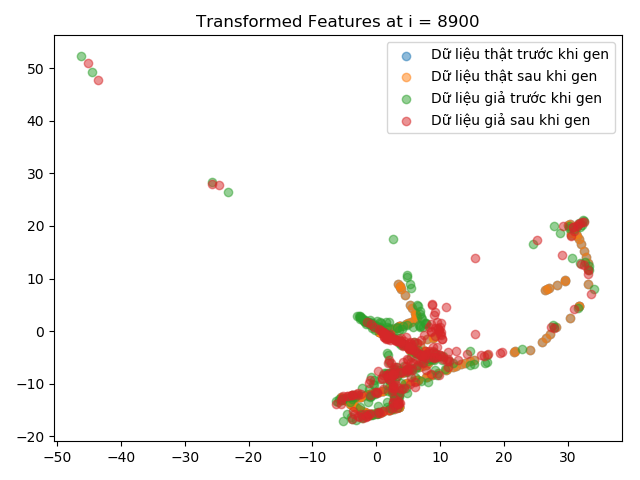 Transformed Features at i = 8900
Dữ liệu thật trước khi gen
Dữ liệu thật sau khi gen
Dữ liệu giả trước khi gen
Dữ liệu giả sau khi gen
50
40
30
20
10
0
−10
−20
−50 −40 −30 −20 −10 0 10 20 30